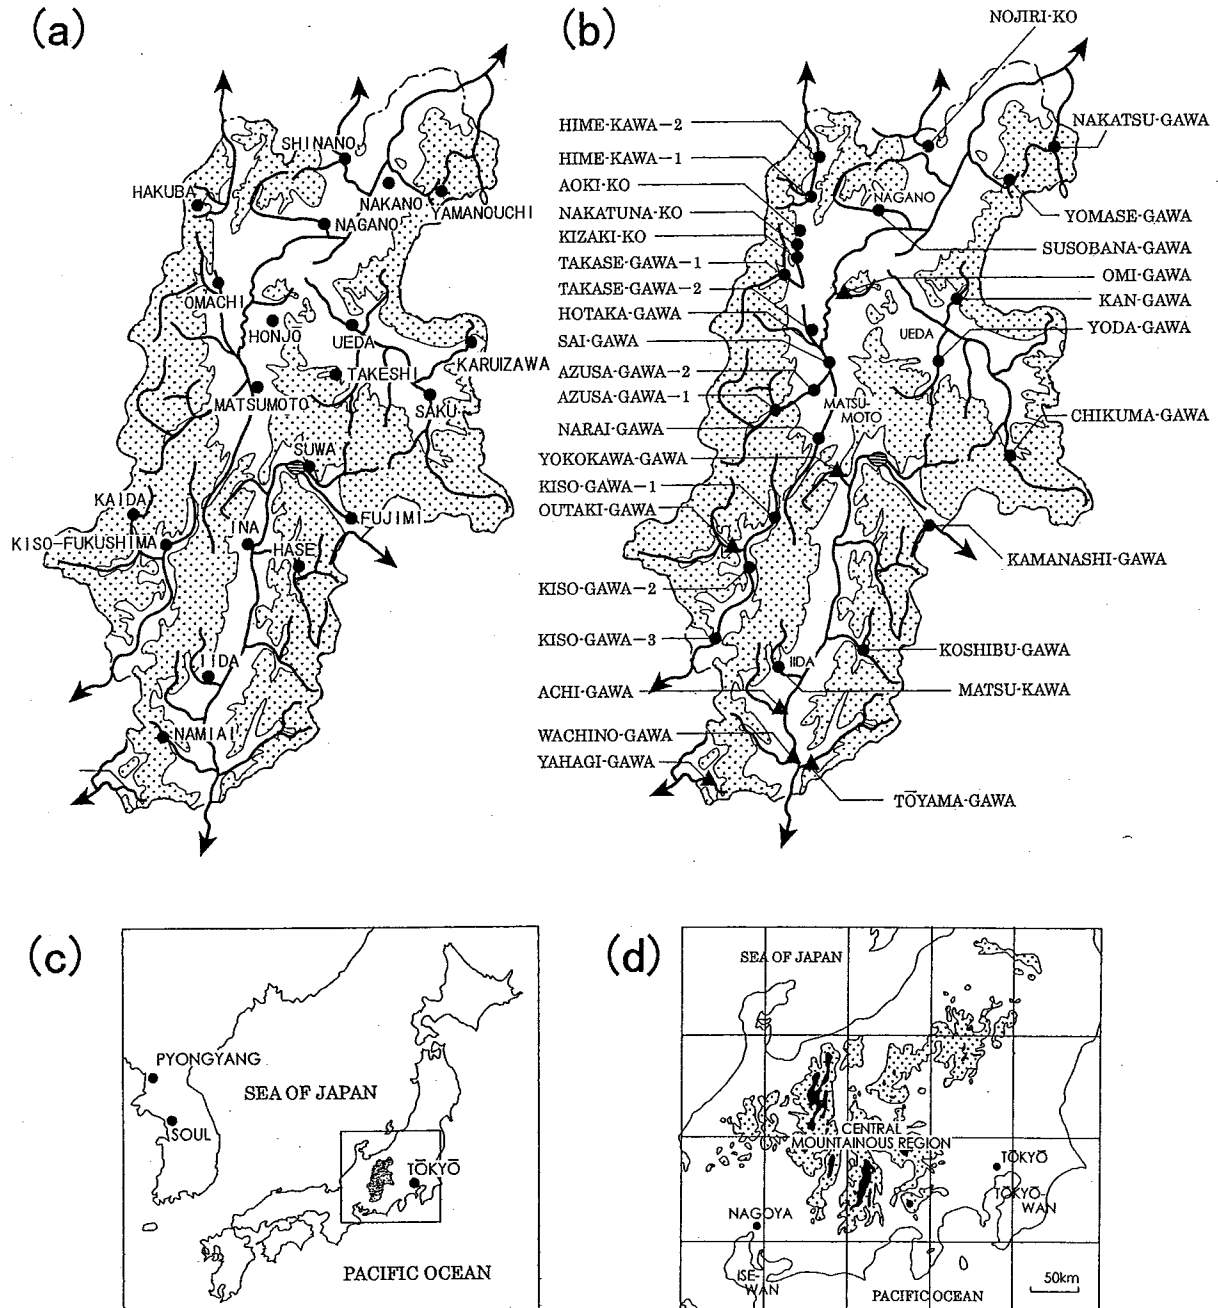 (a)
SHINANO
HAKUBA
NAKANO
YAMANOUCHI
NAGANO
OMACHI
HONJŌ
UEDA
KARUIZAWA
TAKESHI
MATSUMOTO
SAKU
SUWA
KAIDA
FUJIMI
INA
KISO-FUKUSHIMA
HASE
IIDA
NAMIAI
(b)
NOJIRI-KO
HIME-KAWA-2
HIME-KAWA-1
AOKI-KO
NAKATUNA-KO
KIZAKI-KO
TAKASE-GAWA-1
TAKASE-GAWA-2
HOTAKA-GAWA
SAI-GAWA
AZUSA-GAWA-2
AZUSA-GAWA-1
NARAI-GAWA
YOKOKAWA-GAWA
KISO-GAWA-1
OUTAKI-GAWA
KISO-GAWA-2
KISO-GAWA-3
ACHI-GAWA
WACHINO-GAWA
YAHAGI-GAWA
NAGANO
UEDA
MATSU-
MOTO
IIDA
NAKATSU-GAWA
YOMASE-GAWA
SUSOBANA-GAWA
OMI-GAWA
KAN-GAWA
YODA-GAWA
CHIKUMA-GAWA
KAMANASHI-GAWA
KOSHIBU-GAWA
MATSU-KAWA
TŌYAMA-GAWA
(c)
PYONGYANG
SEA OF JAPAN
SOUL
TŌKYŌ
PACIFIC OCEAN
(d)
SEA OF JAPAN
CENTRAL
MOUNTAINOUS REGION
TŌKYŌ
TŌKYŌ-
WAN
NAGOYA
ISE-
WAN
50km
PACIFIC OCEAN